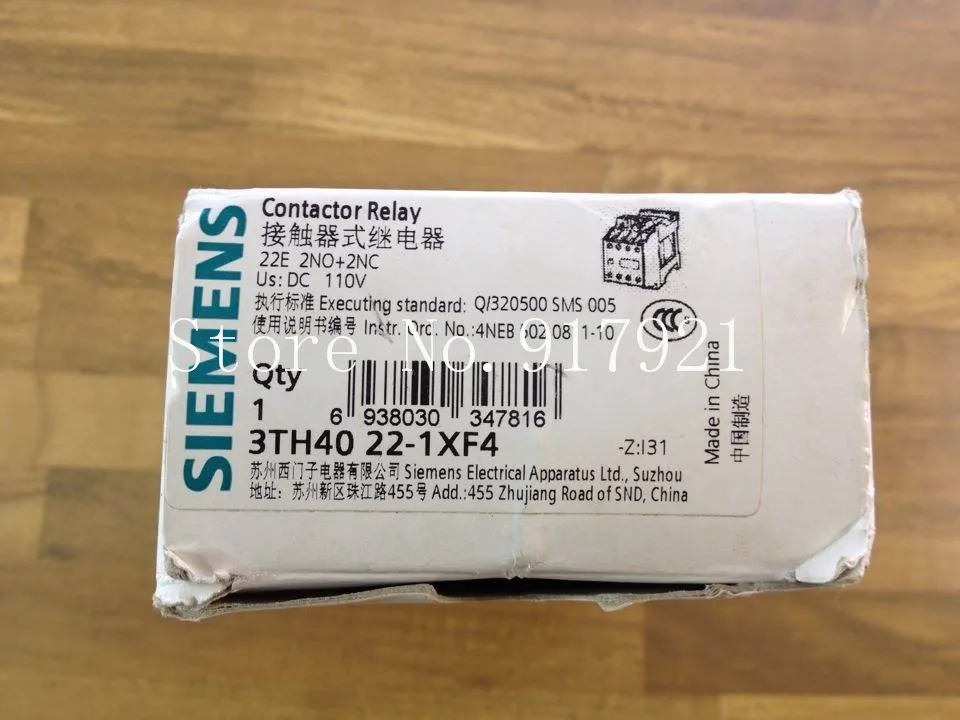 SIEMENS
Contactor Relay
接触器式继电器
22E 2NO+2NC
Us: DC 110V
执行标准 Executing standard: Q/320500 SMS 005
使用说明书编号 Instr. Ord. No.:4NEB
Store No. 917921
Qty
1
6 938030 347816
3TH40 22-1XF4
-Z:I31
苏州西门子电器有限公司 Siemens Electrical Apparatus Ltd., Suzhou
地址: 苏州新区珠江路455号 Add.:455 Zhujiang Road of SND, China
CCC
Made in China
中国制造